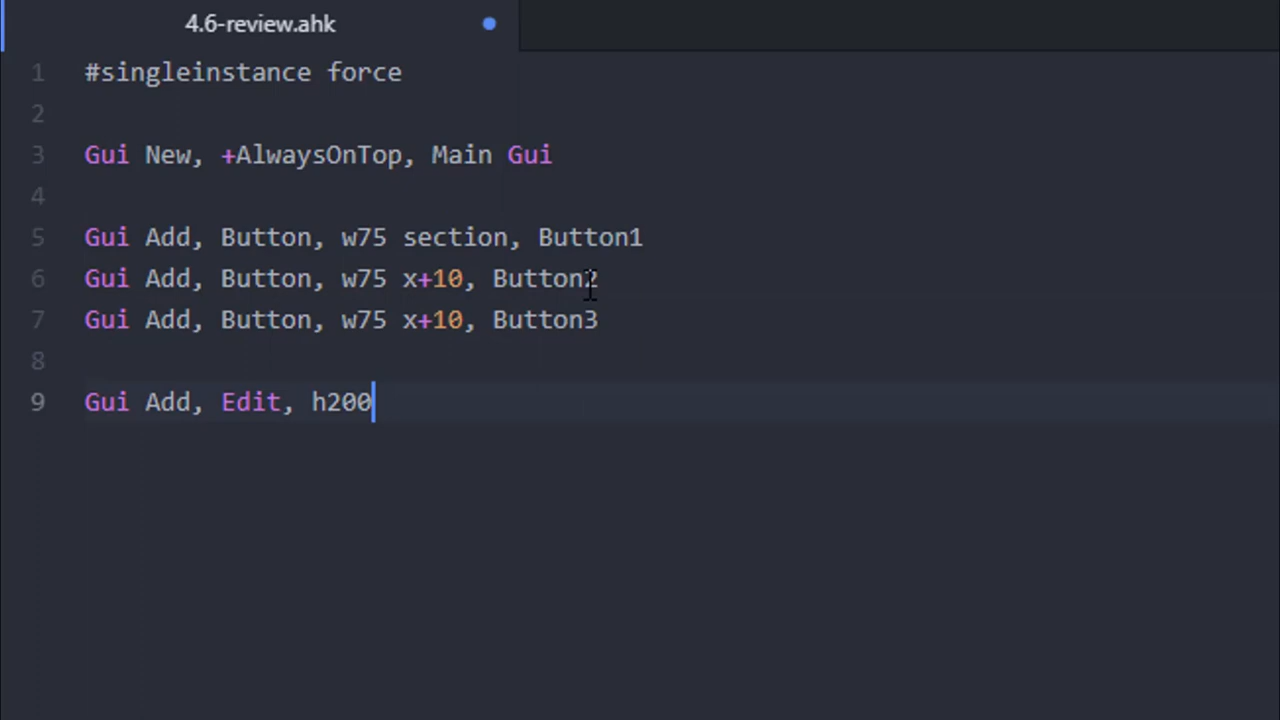 4.6-review.ahk
1 #singleinstance force
2
3 Gui New, +AlwaysOnTop, Main Gui
4
5 Gui Add, Button, w75 section, Button1
6 Gui Add, Button, w75 x+10, Button2
7 Gui Add, Button, w75 x+10, Button3
8
9 Gui Add, Edit, h200